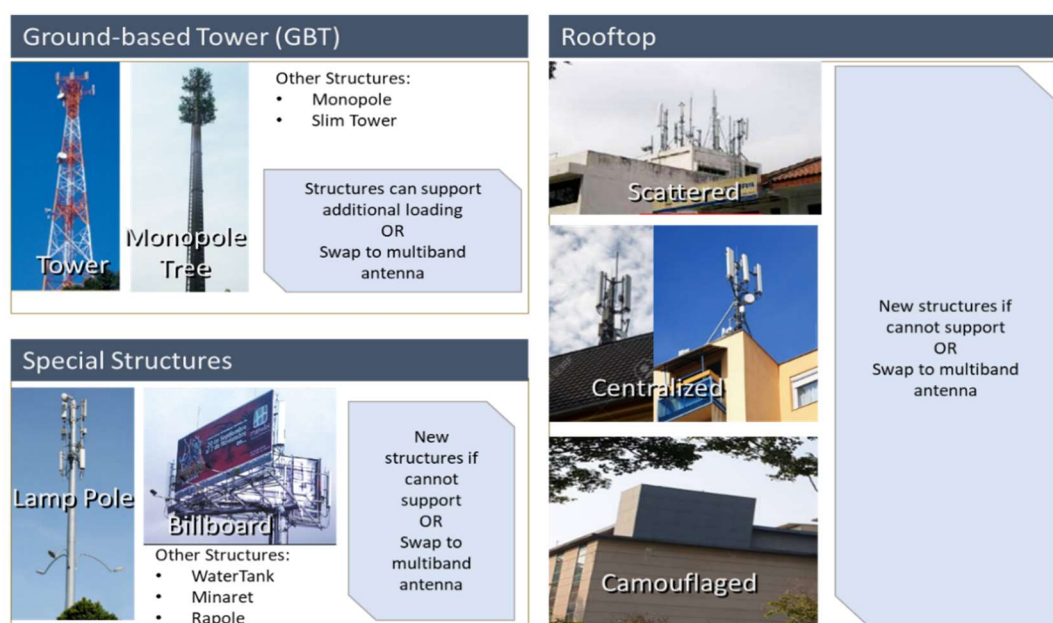 Ground-based Tower (GBT)
Tower
Monopole
Tree
Other Structures:
• Monopole
• Slim Tower
Structures can support
additional loading
OR
Swap to multiband
antenna
Special Structures
Lamp Pole
Billboard
Other Structures:
• WaterTank
• Minaret
• Rapole
New
structures if
cannot
support
OR
Swap to
multiband
antenna
Rooftop
Scattered
Centralized
Camouflaged
New structures if
cannot support
OR
Swap to multiband
antenna